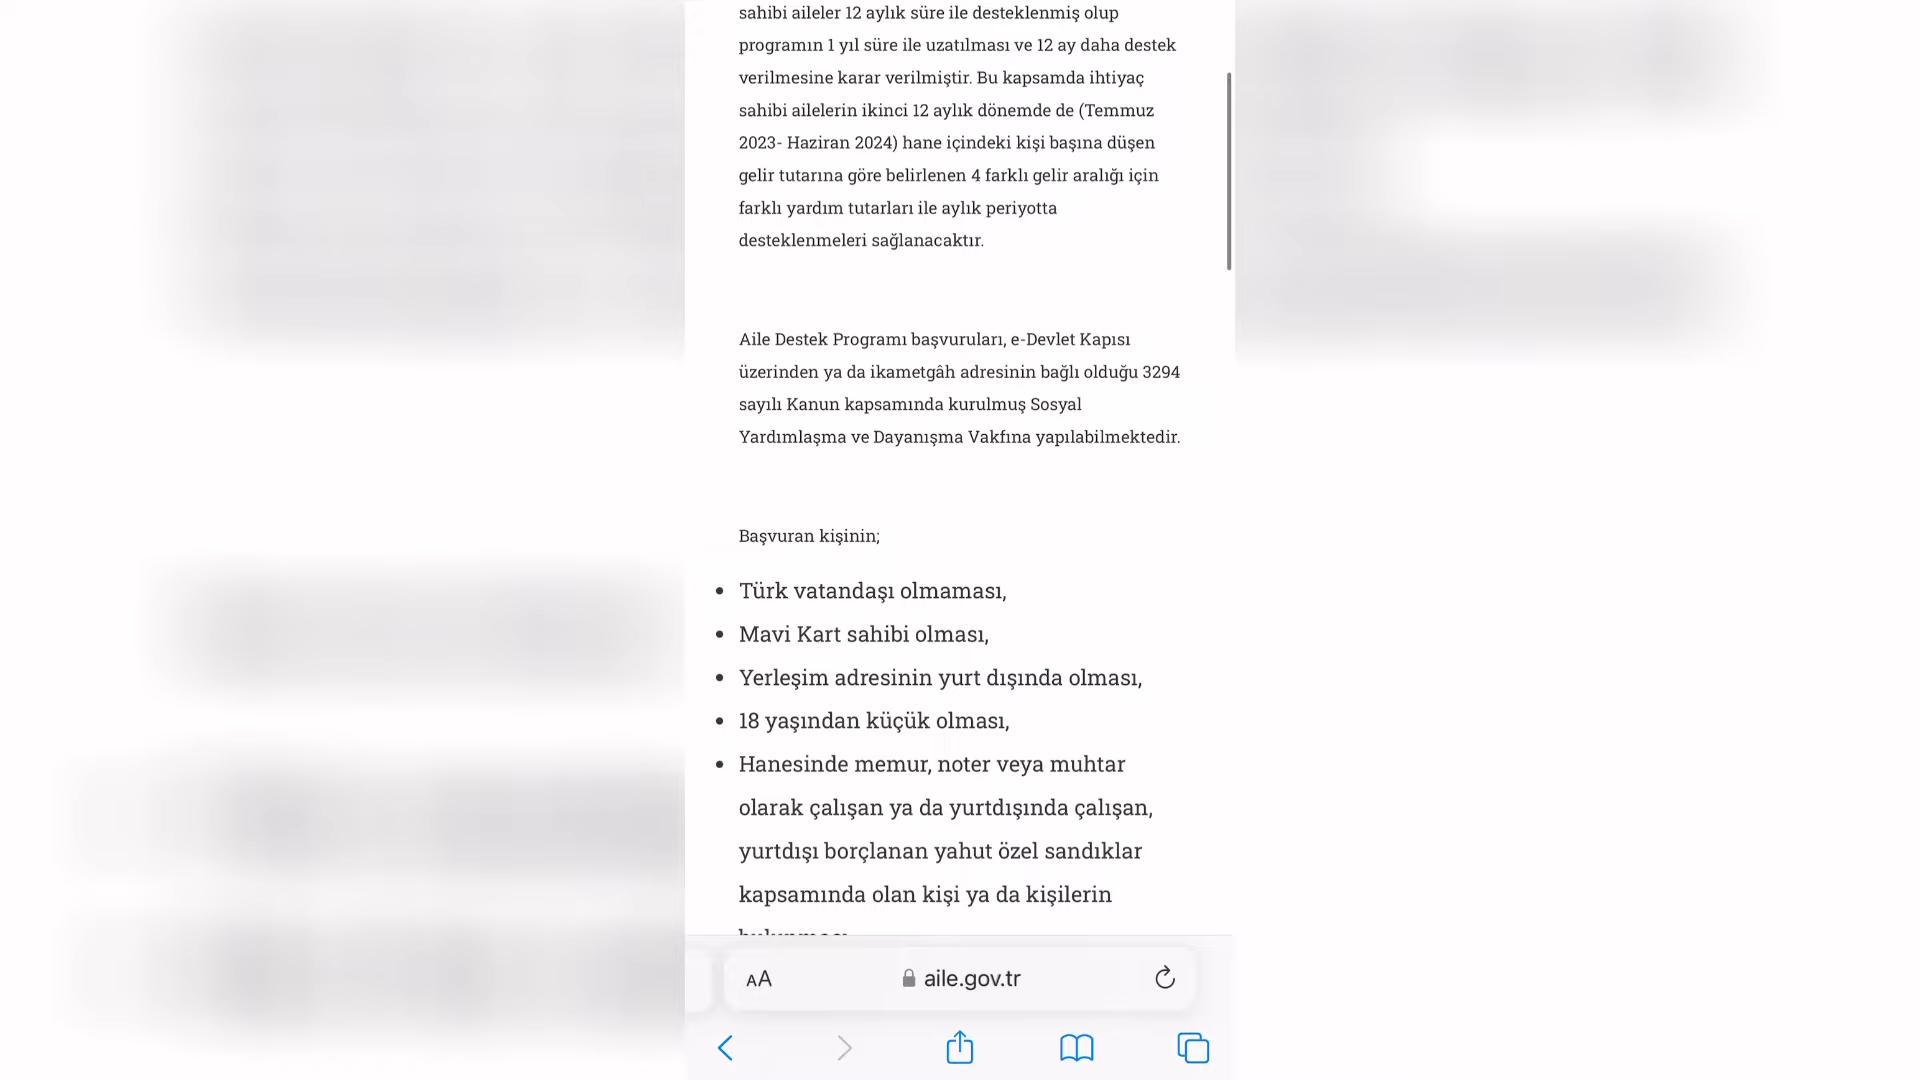 sahibi aileler 12 aylık süre ile desteklenmiş olup
programın 1 yıl süre ile uzatılması ve 12 ay daha destek
verilmesine karar verilmiştir. Bu kapsamda ihtiyaç
sahibi ailelerin ikinci 12 aylık dönemde de (Temmuz
2023- Haziran 2024) hane içindeki kişi başına düşen
gelir tutarına göre belirlenen 4 farklı gelir aralığı için
farklı yardım tutarları ile aylık periyotta
desteklenmeleri sağlanacaktır.
Aile Destek Programı başvuruları, e-Devlet Kapısı
üzerinden ya da ikametgâh adresinin bağlı olduğu 3294
sayılı Kanun kapsamında kurulmuş Sosyal
Yardımlaşma ve Dayanışma Vakfına yapılabilmektedir.
Başvuran kişinin;
• Türk vatandaşı olmaması,
• Mavi Kart sahibi olması,
• Yerleşim adresinin yurt dışında olması,
• 18 yaşından küçük olması,
• Hanesinde memur, noter veya muhtar
olarak çalışan ya da yurtdışında çalışan,
yurtdışı borçlanan yahut özel sandıklar
kapsamında olan kişi ya da kişilerin
AA aile.gov.tr